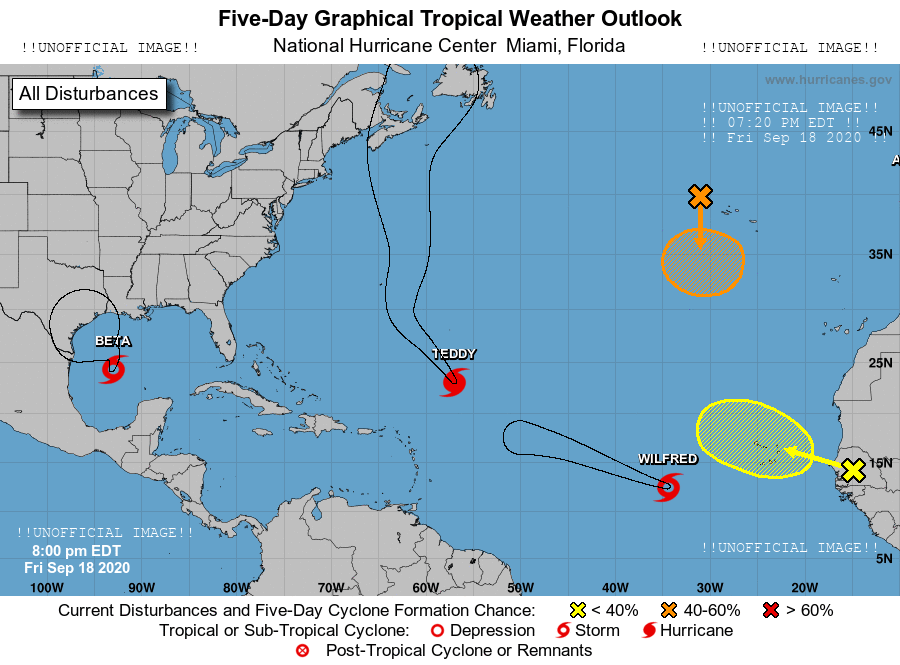 Five-Day Graphical Tropical Weather Outlook
!!UNOFFICIAL IMAGE!! National Hurricane Center  Miami, Florida !!UNOFFICIAL IMAGE!!
www.hurricanes.gov
All Disturbances
!!UNOFFICIAL IMAGE!!
!! 07:20 PM EDT !!
!! Fri Sep 18 2020 !!
45N
A
35N
BETA
TEDDY
25N
WILFRED
15N
!!UNOFFICIAL IMAGE!!
8:00 pm EDT
Fri Sep 18 2020
!!UNOFFICIAL IMAGE!!
5N
100W 90W 80W 70W 60W 50W 40W 30W 20W
Current Disturbances and Five-Day Cyclone Formation Chance: < 40% 40-60% > 60%
Tropical or Sub-Tropical Cyclone: Depression Storm Hurricane
Post-Tropical Cyclone or Remnants